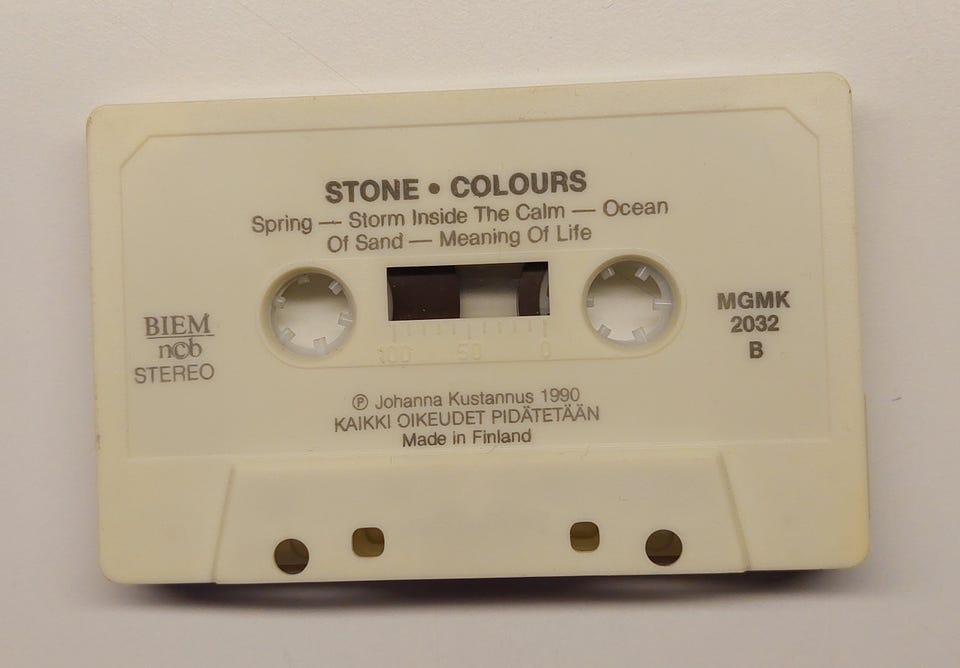 STONE • COLOURS
Spring — Storm Inside The Calm — Ocean
Of Sand — Meaning Of Life
BIEM
ncb
STEREO
MGMK
2032
B
100 50 0
℗ Johanna Kustannus 1990
KAIKKI OIKEUDET PIDÄTETÄÄN
Made in Finland